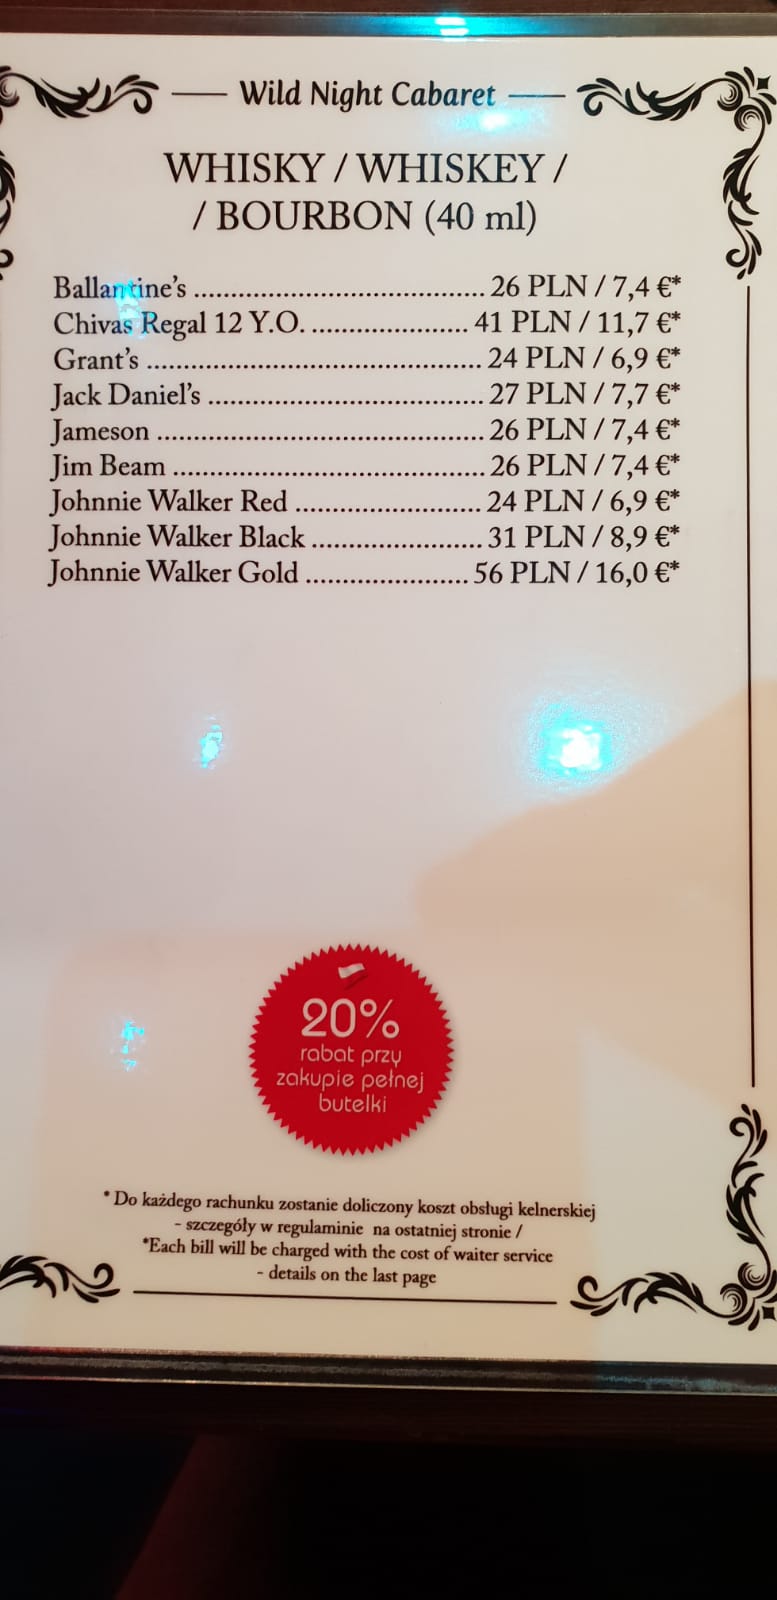 Wild Night Cabaret
WHISKY / WHISKEY /
/ BOURBON (40 ml)
Ballantine's ....................................... 26 PLN / 7,4 €*
Chivas Regal 12 Y.O. ..................... 41 PLN / 11,7 €*
Grant's ............................................. 24 PLN / 6,9 €*
Jack Daniel's ..................................... 27 PLN / 7,7 €*
Jameson ............................................ 26 PLN / 7,4 €*
Jim Beam .......................................... 26 PLN / 7,4 €*
Johnnie Walker Red ......................... 24 PLN / 6,9 €*
Johnnie Walker Black ....................... 31 PLN / 8,9 €*
Johnnie Walker Gold ...................... 56 PLN / 16,0 €*
20%
rabat przy
zakupie pełnej
butelki
* Do każdego rachunku zostanie doliczony koszt obsługi kelnerskiej
- szczegóły w regulaminie na ostatniej stronie /
*Each bill will be charged with the cost of waiter service
- details on the last page